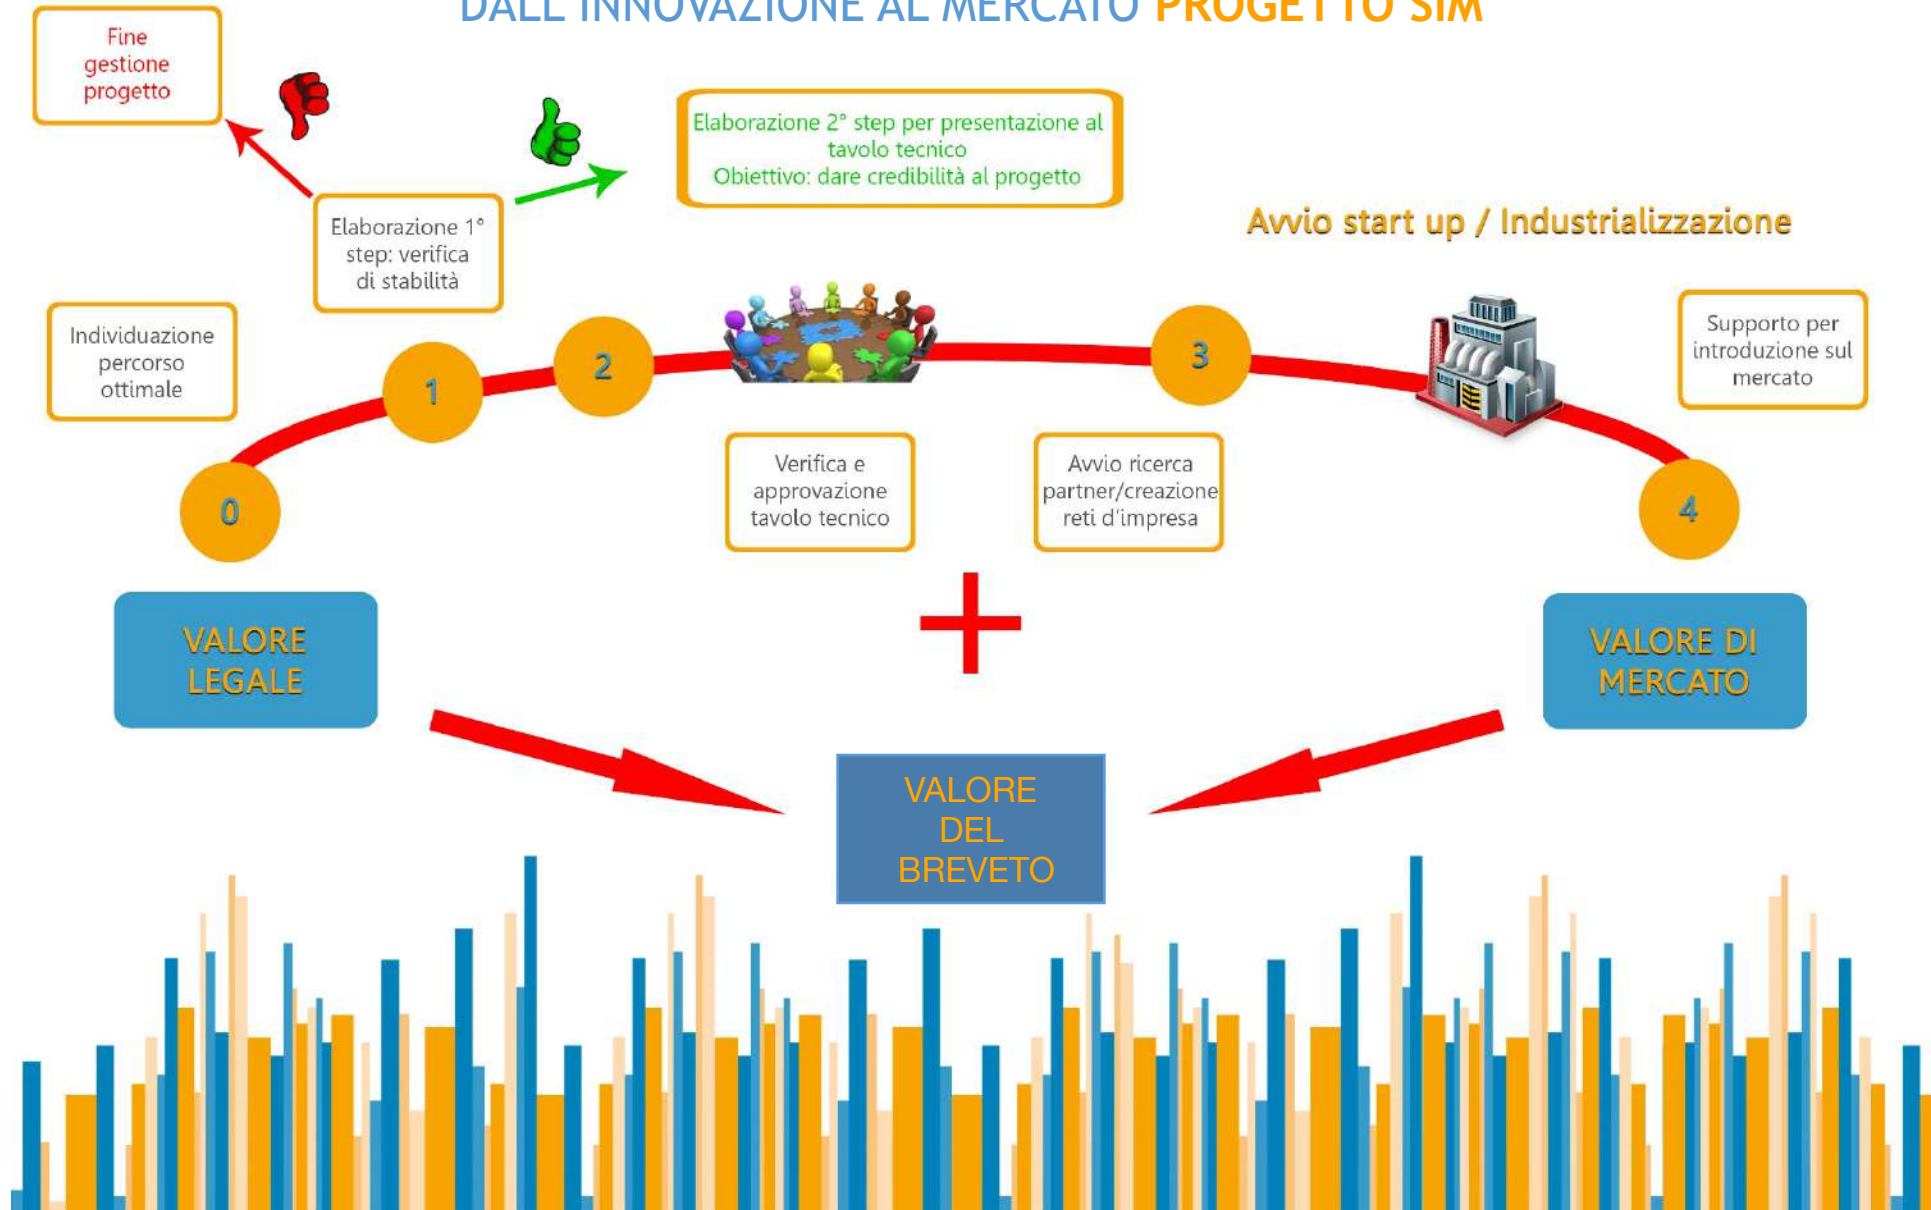 DALL'INNOVAZIONE AL MERCATO PROGETTO SIM
Fine
gestione
progetto
Elaborazione 2° step per presentazione al
tavolo tecnico
Obiettivo: dare credibilità al progetto
Elaborazione 1°
step: verifica
di stabilità
Avvio start up / Industrializzazione
Individuazione
percorso
ottimale
Supporto per
introduzione sul
mercato
0
1
2
3
4
Verifica e
approvazione
tavolo tecnico
Avvio ricerca
partner/creazione
reti d'impresa
VALORE
LEGALE
VALORE DI
MERCATO
VALORE
DEL
BREVETO